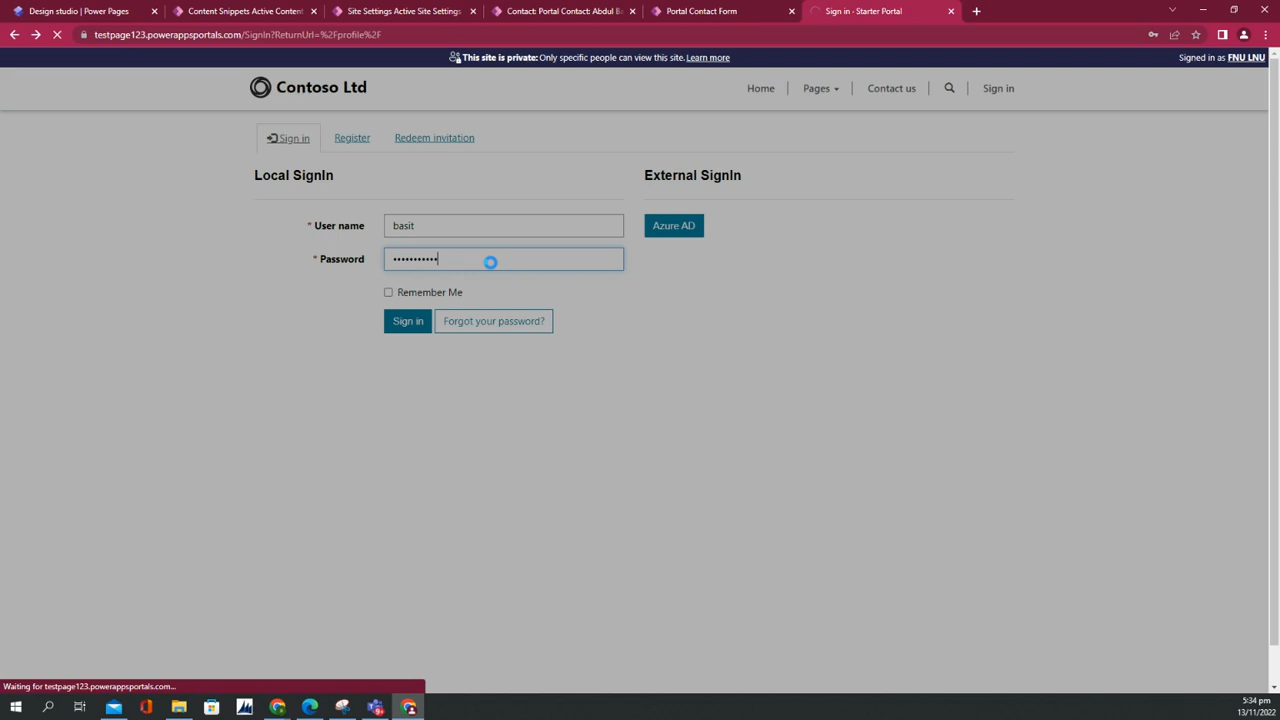 Design studio | Power Pages
Content Snippets Active Content
Site Settings Active Site Settings
Contact: Portal Contact: Abdul B
Portal Contact Form
Sign in - Starter Portal
testpage123.powerappsportals.com/SignIn?ReturnUrl=%2Fprofile%2F
This site is private: Only specific people can view this site. Learn more
Signed in as FNU LNU
Contoso Ltd
Home
Pages
Contact us
Sign in
Sign in
Register
Redeem invitation
Local SignIn
External SignIn
* User name
basit
Azure AD
* Password
•••••••••••
Remember Me
Sign in
Forgot your password?
Waiting for testpage123.powerappsportals.com...
5:34 pm
13/11/2022